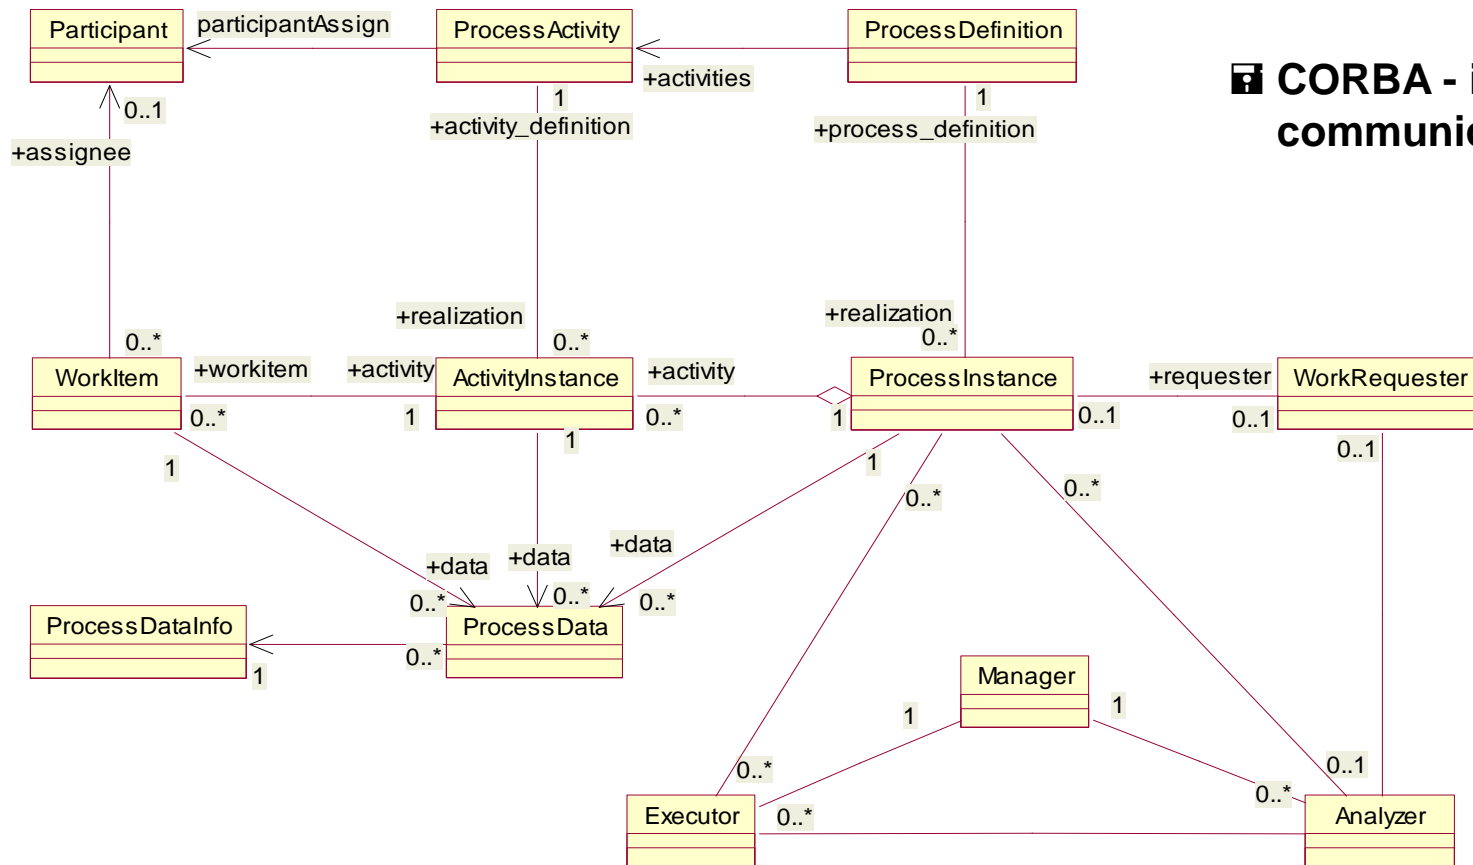 Participant
participantAssign
ProcessActivity
ProcessDefinition
+activities
CORBA - i
communic
0..1
+assignee
1
+activity_definition
1
+process_definition
+realization
+realization
0..*
0..*
0..*
WorkItem
+workitem
+activity
ActivityInstance
+activity
ProcessInstance
+requester
WorkRequester
0..*
1
0..*
1
0..1
0..1
1
1
1
0..1
0..*
0..*
+data
+data
+data
0..*
0..*
0..*
ProcessDataInfo
ProcessData
1
0..*
Manager
1
1
0..*
0..1
0..*
0..*
Executor
Analyzer